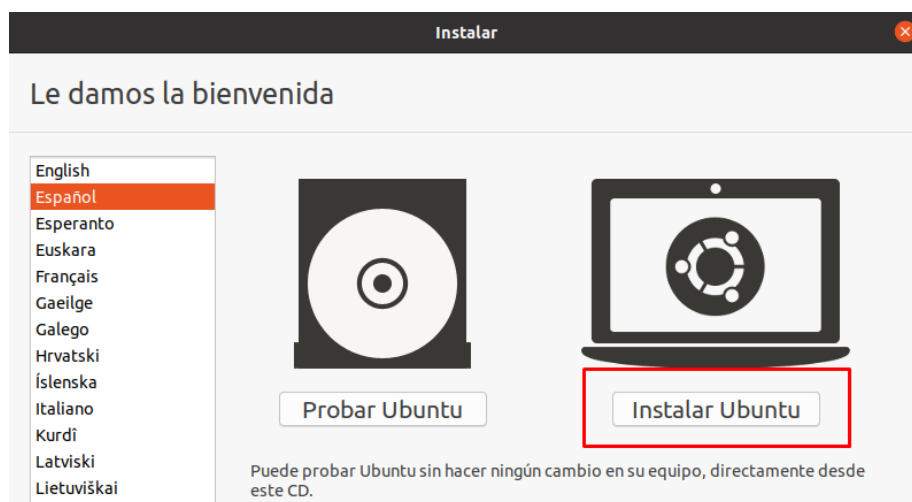 Instalar
Le damos la bienvenida
English
Español
Esperanto
Euskara
Français
Gaeilge
Galego
Hrvatski
Íslenska
Italiano
Kurdî
Latviski
Lietuviškai
Probar Ubuntu
Instalar Ubuntu
Puede probar Ubuntu sin hacer ningún cambio en su equipo, directamente desde
este CD.